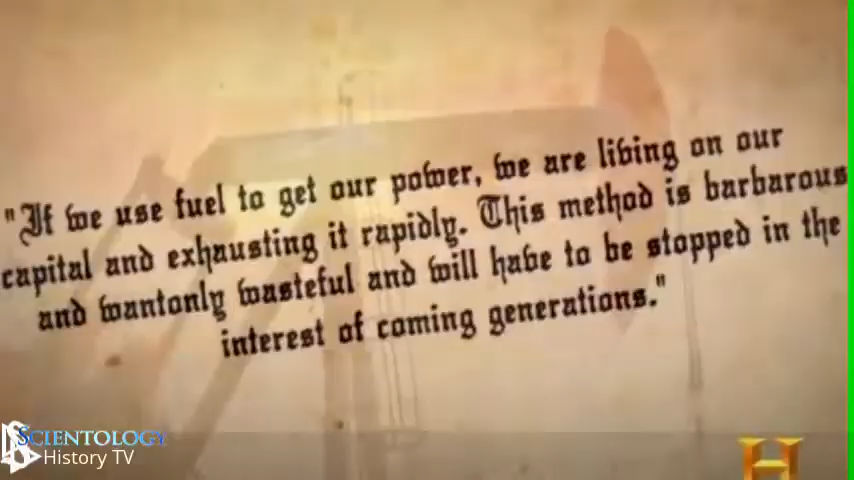 "If we use fuel to get our power, we are living on our
capital and exhausting it rapidly. This method is barbarous
and wantonly wasteful and will have to be stopped in the
interest of coming generations."
SCIENTOLOGY
History TV
H